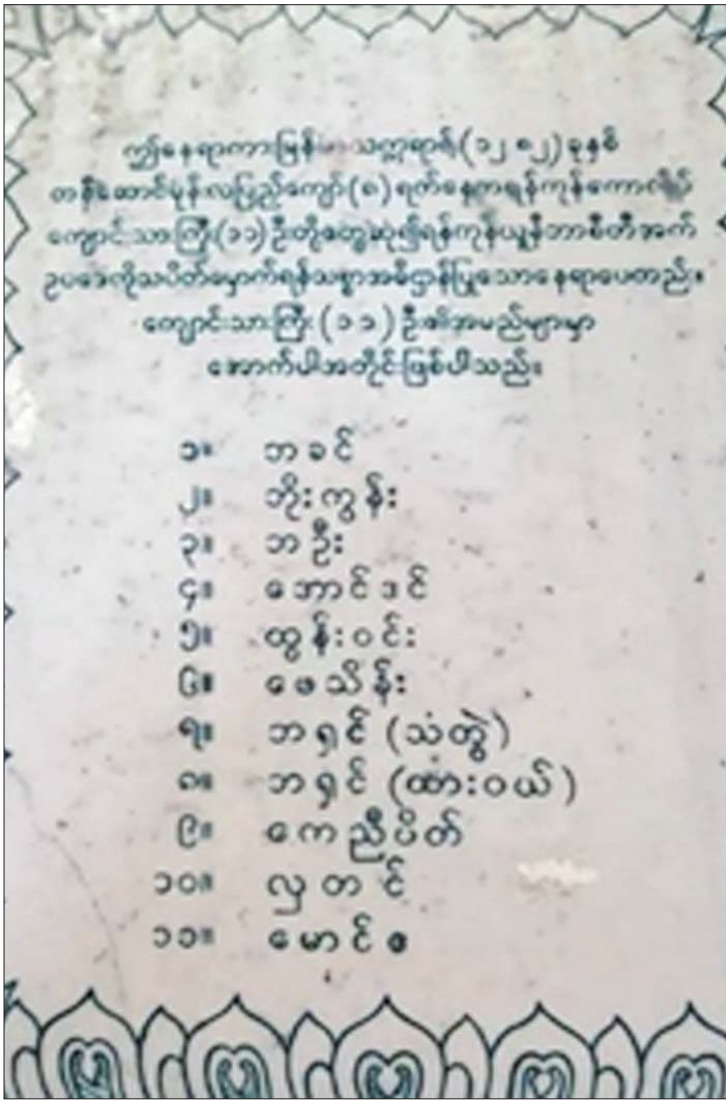 ဤနေရာကားမြန်မာသက္ကရာဇ်(၁၂၈၂)ခုနှစ်
တန်ဆောင်မုန်းလပြည့်ကျော်(၈)ရက်နေ့ကရန်ကုန်ကောလိပ်
ကျောင်းသားကြီး(၁၁)ဦးတို့တွေ့ဆုံ၍ရန်ကုန်ယူနီဘာစီတီအက်
ဥပဒေကိုသပိတ်မှောက်ရန်သစ္စာအဓိဌာန်ပြုသောနေရာပေတည်။
ကျောင်းသားကြီး(၁၁)ဦး၏အမည်များမှာ
အောက်ပါအတိုင်းဖြစ်ပါသည်။
၁။ ဘခင်
၂။ ဘိုးကွန်း
၃။ ဘဦး
၄။ အောင်ဒင်
၅။ ထွန်းဝင်း
၆။ ဖေသိန်း
၇။ ဘရှင် (သံတွဲ)
၈။ ဘရှင် (ထားဝယ်)
၉။ ကေညီပိတ်
၁၀။ လှတင်
၁၁။ မောင်ဧ